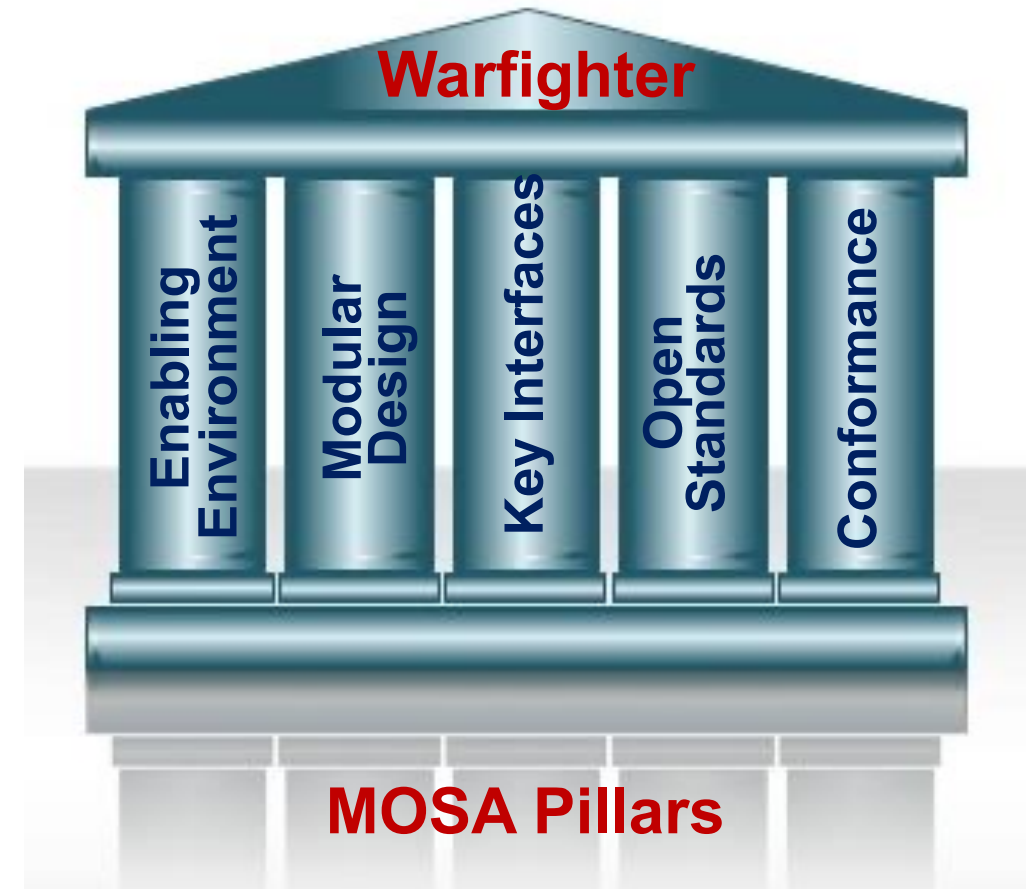 Warfighter
Enabling
Environment
Modular
Design
Key Interfaces
Open
Standards
Conformance
MOSA Pillars